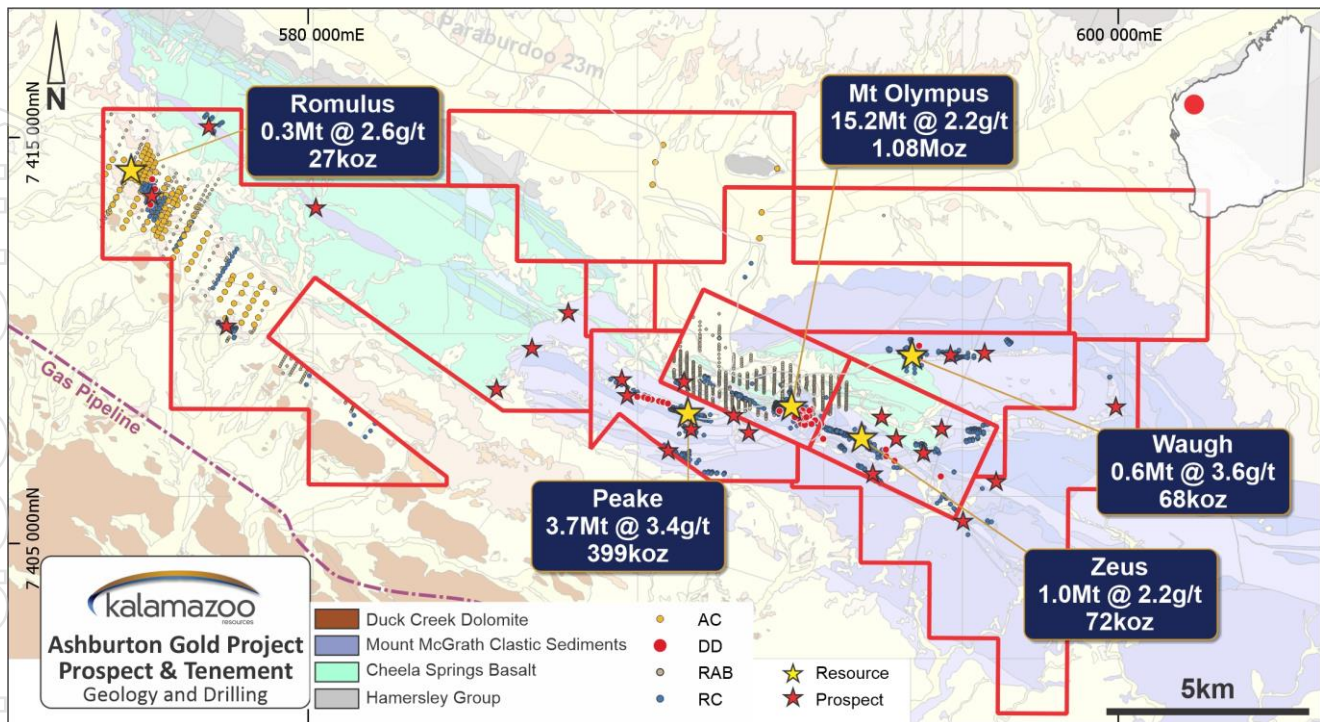 580 000mE
600 000mE
Paraburdoo 23m
N
7 415 000mN
7 405 000mN
Romulus
0.3Mt @ 2.6g/t
27koz
Mt Olympus
15.2Mt @ 2.2g/t
1.08Moz
Gas Pipeline
Peake
3.7Mt @ 3.4g/t
399koz
Waugh
0.6Mt @ 3.6g/t
68koz
Zeus
1.0Mt @ 2.2g/t
72koz
kalamazoo
resources
Ashburton Gold Project
Prospect & Tenement
Geology and Drilling
Duck Creek Dolomite
Mount McGrath Clastic Sediments
Cheela Springs Basalt
Hamersley Group
AC
DD
RAB
RC
Resource
Prospect
5km